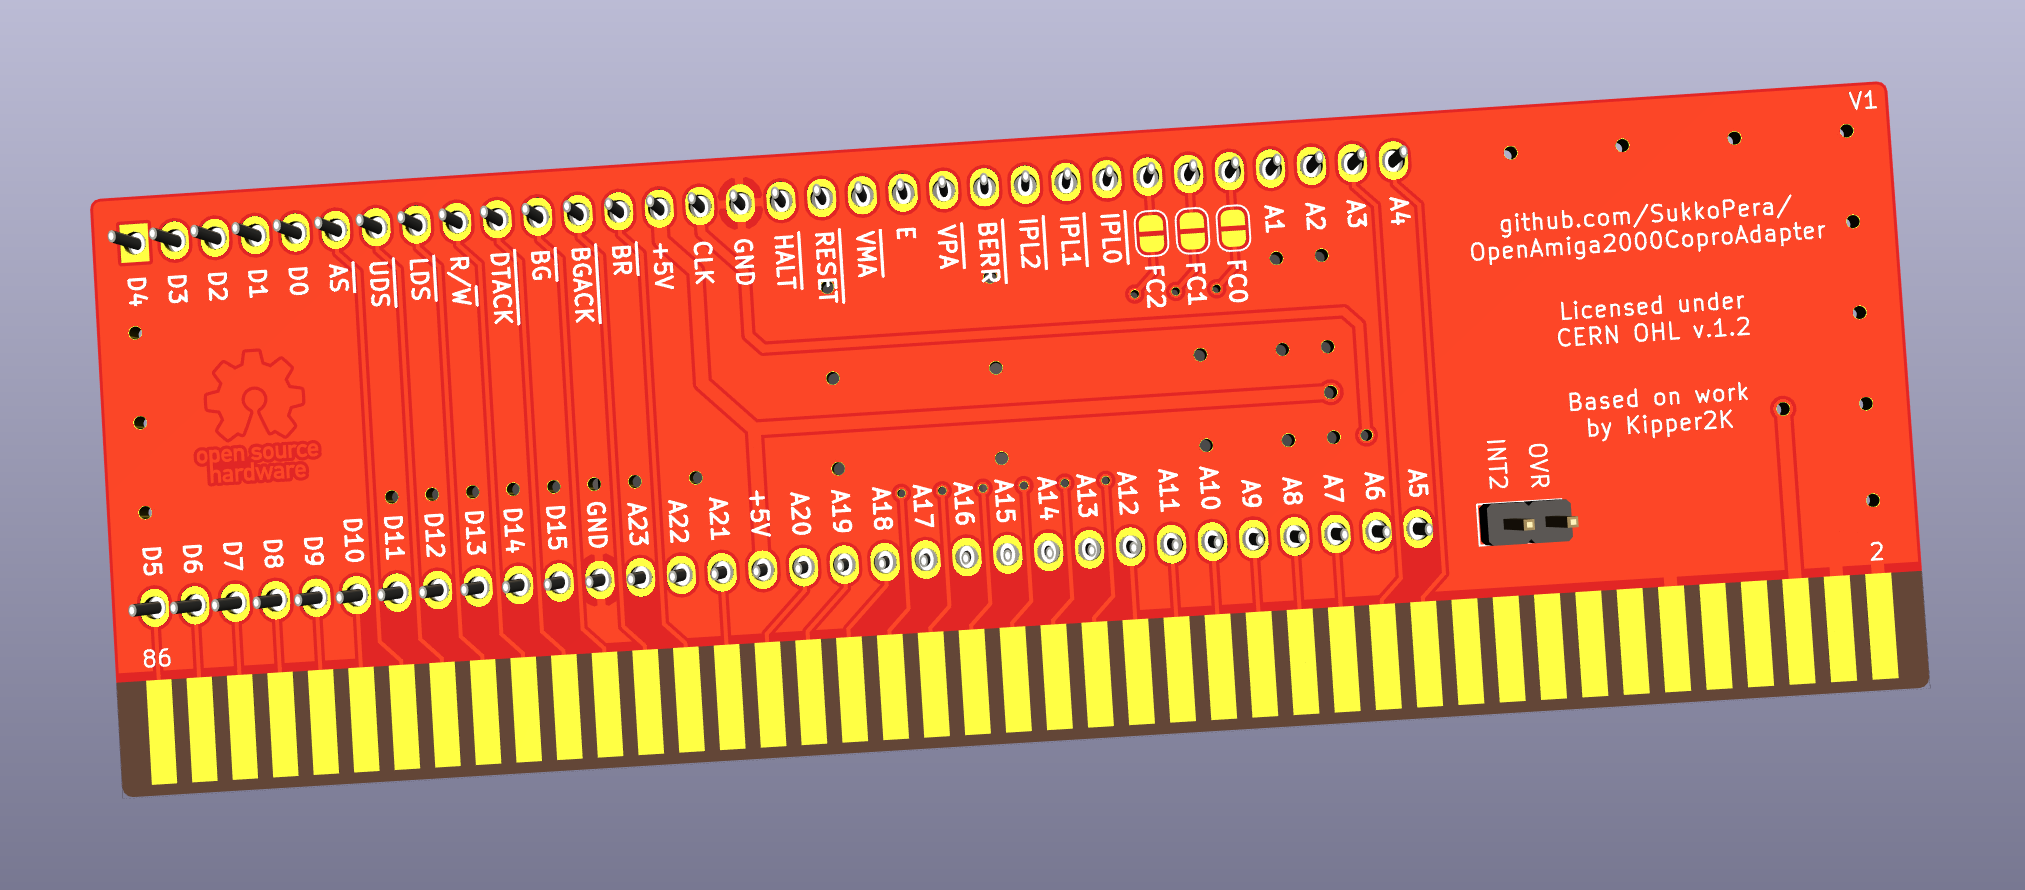 V1
D4 D3 D2 D1 D0 AS UDS LDS R/W DTACK BG BGACK BR +5V CLK GND HALT RESET VMA E VPA BERR IPL2 IPL1 IPL0 FC2 FC1 FC0 A1 A2 A3 A4
github.com/SukkoPera/
OpenAmiga2000CoproAdapter
Licensed under
CERN OHL v.1.2
Based on work
by Kipper2K
open source
hardware
INT2 OVR
D5 D6 D7 D8 D9 D10 D11 D12 D13 D14 D15 GND A23 A22 A21 +5V A20 A19 A18 A17 A16 A15 A14 A13 A12 A11 A10 A9 A8 A7 A6 A5
86
2